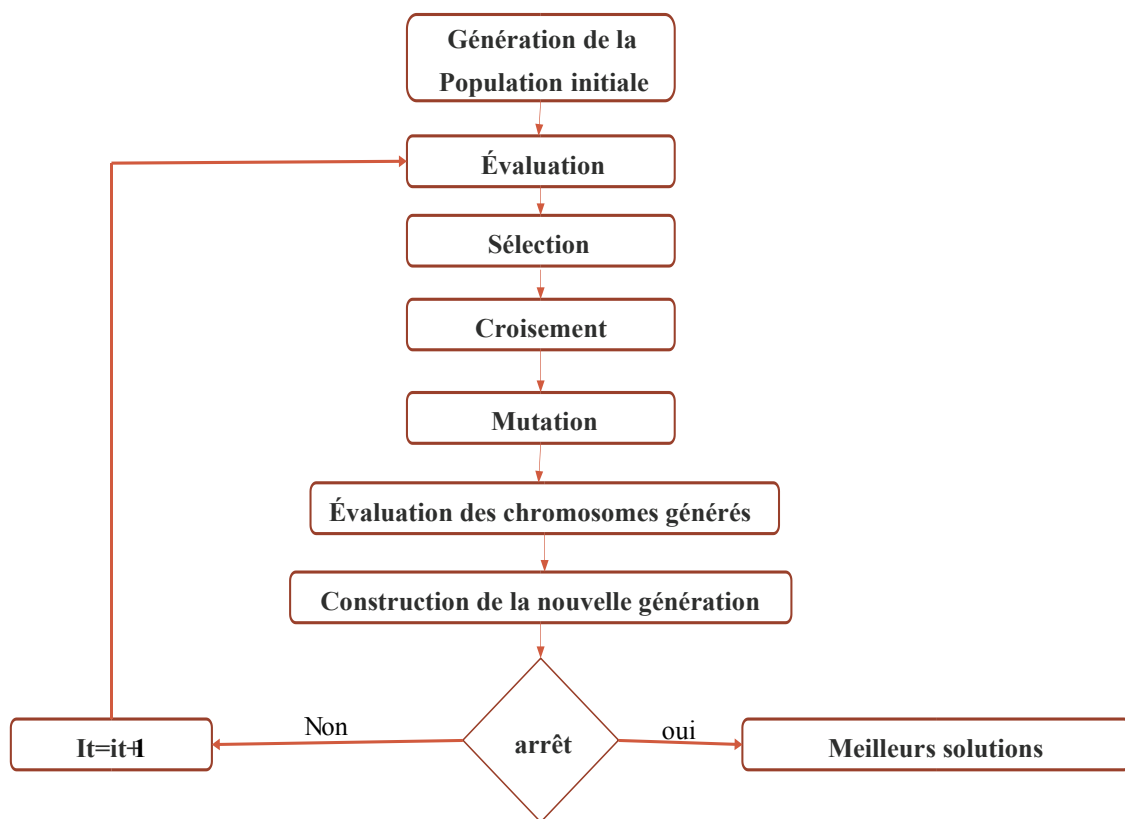 Génération de la
Population initiale
Évaluation
Sélection
Croisement
Mutation
Évaluation des chromosomes générés
Construction de la nouvelle génération
Non
oui
It=it+1
arrêt
Meilleurs solutions